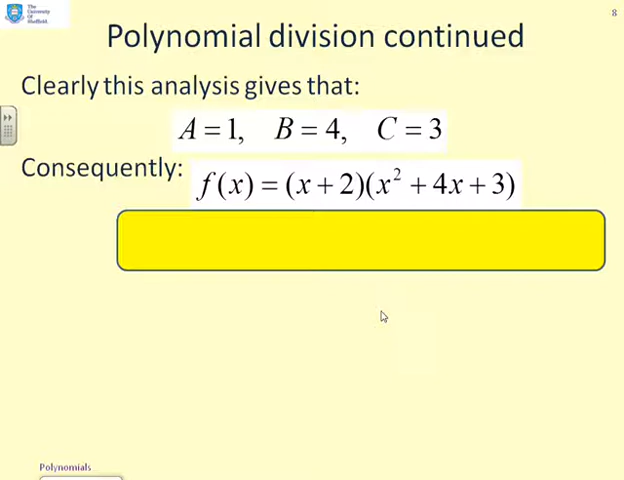 The
University
Of
Sheffield.
8
Polynomial division continued
Clearly this analysis gives that:
A = 1, B = 4, C = 3
Consequently: f(x) = (x + 2)(x² + 4x + 3)
Polynomials